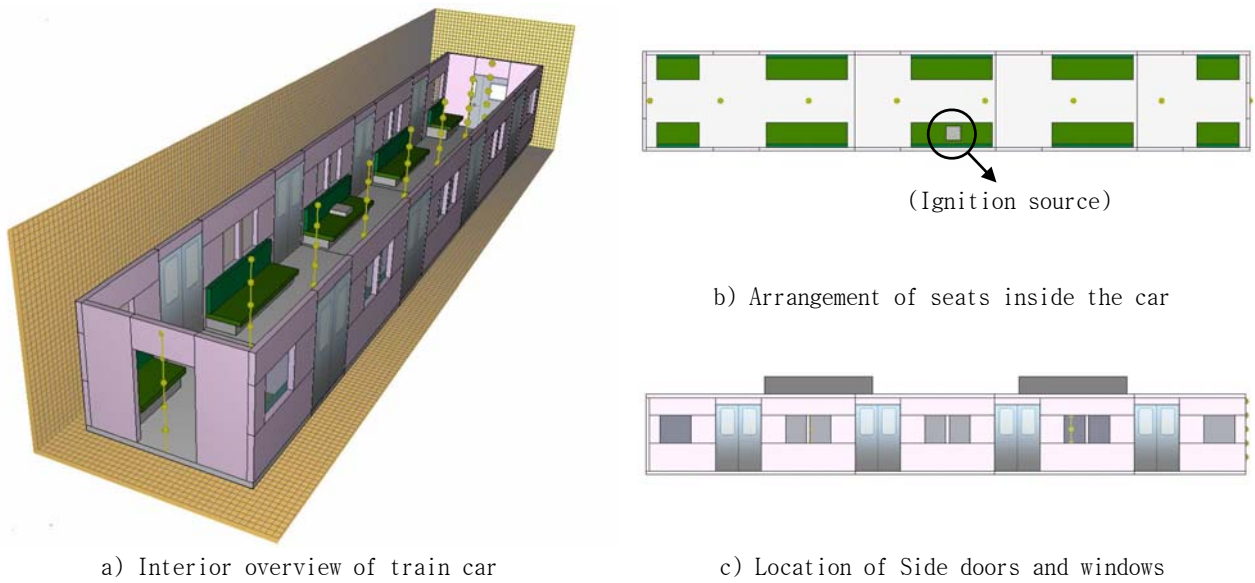 (Ignition source)
b) Arrangement of seats inside the car
a) Interior overview of train car
c) Location of Side doors and windows